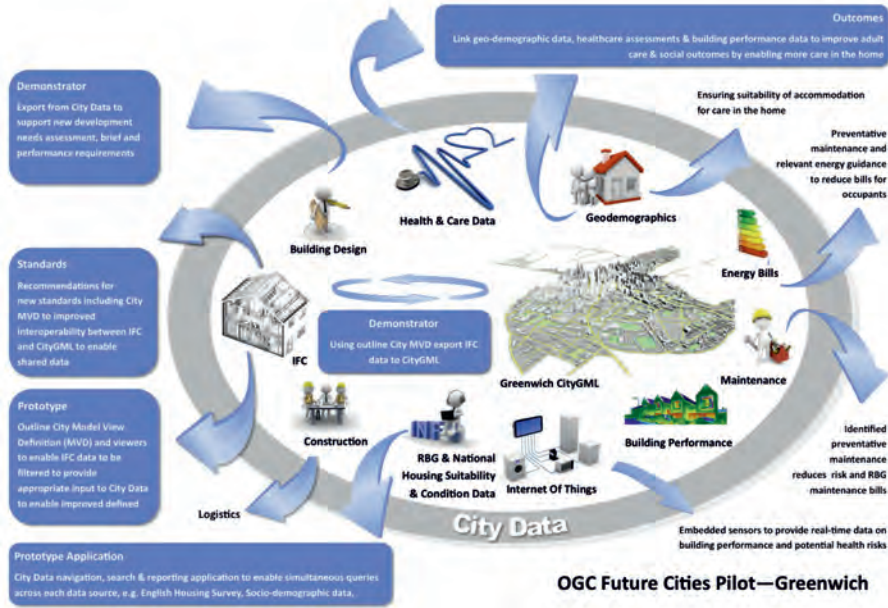 Outcomes
Link geo-demographic data, healthcare assessments & building performance data to improve adult
care & social outcomes by enabling more care in the home
Demonstrator
Export from City Data to
support new development
needs assessment, brief and
performance requirements
Ensuring suitability of accommodation
for care in the home
Preventative
maintenance and
relevant energy guidance
to reduce bills for
occupants
Health & Care Data
Geodemographics
Building Design
Energy Bills
Standards
Recommendations for
new standards including City
MVD to improved
interoperability between IFC
and CityGML to enable
shared data
IFC
Demonstrator
Using outline City MVD export IFC
data to CityGML
Greenwich CityGML
Maintenance
Prototype
Outline City Model View
Definition (MVD) and viewers
to enable IFC data to be
filtered to provide
appropriate input to City Data
to enable improved defined
Construction
INFO
RBG & National
Housing Suitability
& Condition Data
Internet Of Things
Building Performance
Identified
preventative
maintenance
reduces risk and RBG
maintenance bills
Logistics
City Data
Embedded sensors to provide real-time data on
building performance and potential health risks
Prototype Application
City Data navigation, search & reporting application to enable simultaneous queries
across each data source, e.g. English Housing Survey, Socio-demographic data,
OGC Future Cities Pilot—Greenwich